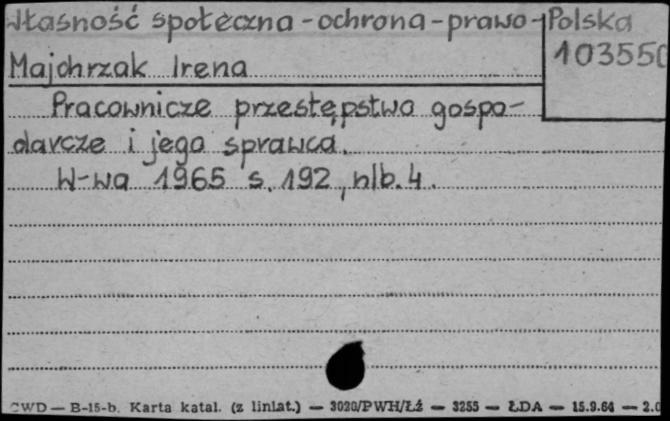 Własność społeczna - ochrona - prawo - Polska
103550
Majchrzak Irena
Pracownicze przestępstwo gospo-
darcze i jego sprawca.
W-wa 1965 s. 192, nlb. 4.
CWD — B-15-b. Karta katal. (z liniat.) — 3020/PWH/Łź — 3255 — ŁDA — 15.9.64 — 2.0